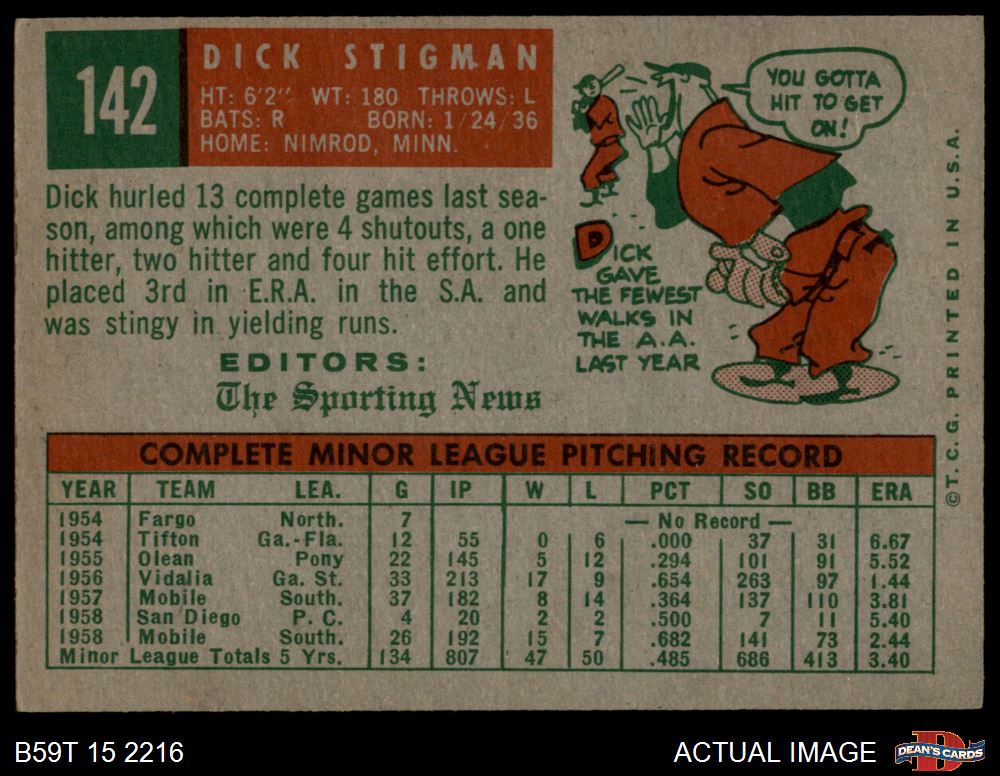 142
DICK STIGMAN
HT: 6'2" WT: 180 THROWS: L
BATS: R BORN: 1/24/36
HOME: NIMROD, MINN.
YOU GOTTA
HIT TO GET
ON!
Dick hurled 13 complete games last sea-
son, among which were 4 shutouts, a one
hitter, two hitter and four hit effort. He
placed 3rd in E.R.A. in the S.A. and
was stingy in yielding runs.
EDITORS:
The Sporting News
DICK
GAVE
THE FEWEST
WALKS IN
THE A.A.
LAST YEAR
©T.C.G. PRINTED IN U.S.A.
COMPLETE MINOR LEAGUE PITCHING RECORD
YEAR TEAM LEA. G IP W L PCT SO BB ERA
1954 Fargo North. 7 — No Record —
1954 Tifton Ga.-Fla. 12 55 0 6 .000 37 31 6.67
1955 Olean Pony 22 145 5 12 .294 101 91 5.52
1956 Vidalia Ga. St. 33 213 17 9 .654 263 97 1.44
1957 Mobile South. 37 182 8 14 .364 137 110 3.81
1958 San Diego P. C. 4 20 2 2 .500 7 11 5.40
1958 Mobile South. 26 192 15 7 .682 141 73 2.44
Minor League Totals 5 Yrs. 134 807 47 50 .485 686 413 3.40
B59T 15 2216
ACTUAL IMAGE
DEAN'S CARDS